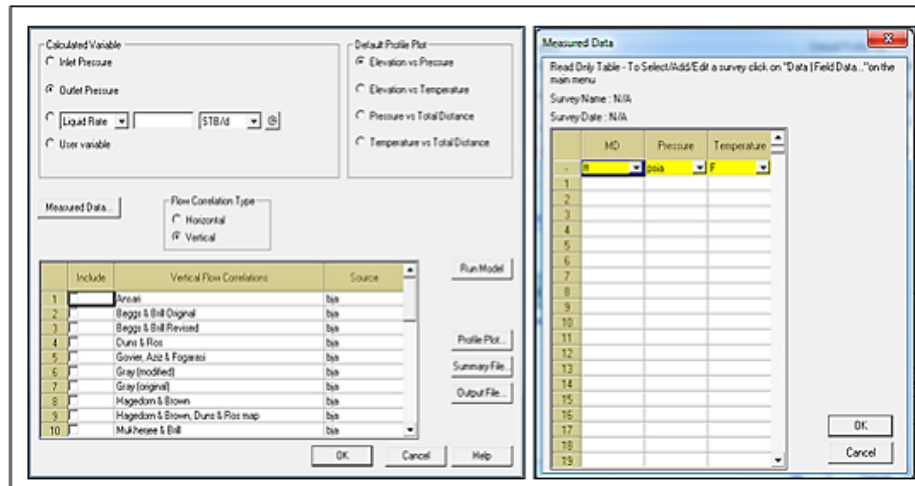 Calculated Variable
Inlet Pressure
Outlet Pressure
Liquid Rate STB/d @
User variable
Default Profile Plot
Elevation vs Pressure
Elevation vs Temperature
Pressure vs Total Distance
Temperature vs Total Distance
Measured Data...
Flow Correlation Type
Horizontal
Vertical
Include Vertical Flow Correlations Source
1 Ansari bja
2 Beggs & Brill Original bja
3 Beggs & Brill Revised bja
4 Duns & Ros bja
5 Govier, Aziz & Fogarasi bja
6 Gray (modified) bja
7 Gray (original) bja
8 Hagedorn & Brown bja
9 Hagedorn & Brown, Duns & Ros map bja
10 Mukherjee & Brill bja
Run Model
Profile Plot...
Summary File...
Output File...
OK Cancel Help
Measured Data
Read Only Table - To Select/Add/Edit a survey click on "Data | Field Data..." on the
main menu
Survey Name : N/A
Survey Date : N/A
MD Pressure Temperature
- ft psia F
1
2
3
4
5
6
7
8
9
10
11
12
13
14
15
16
17
18
19
OK
Cancel